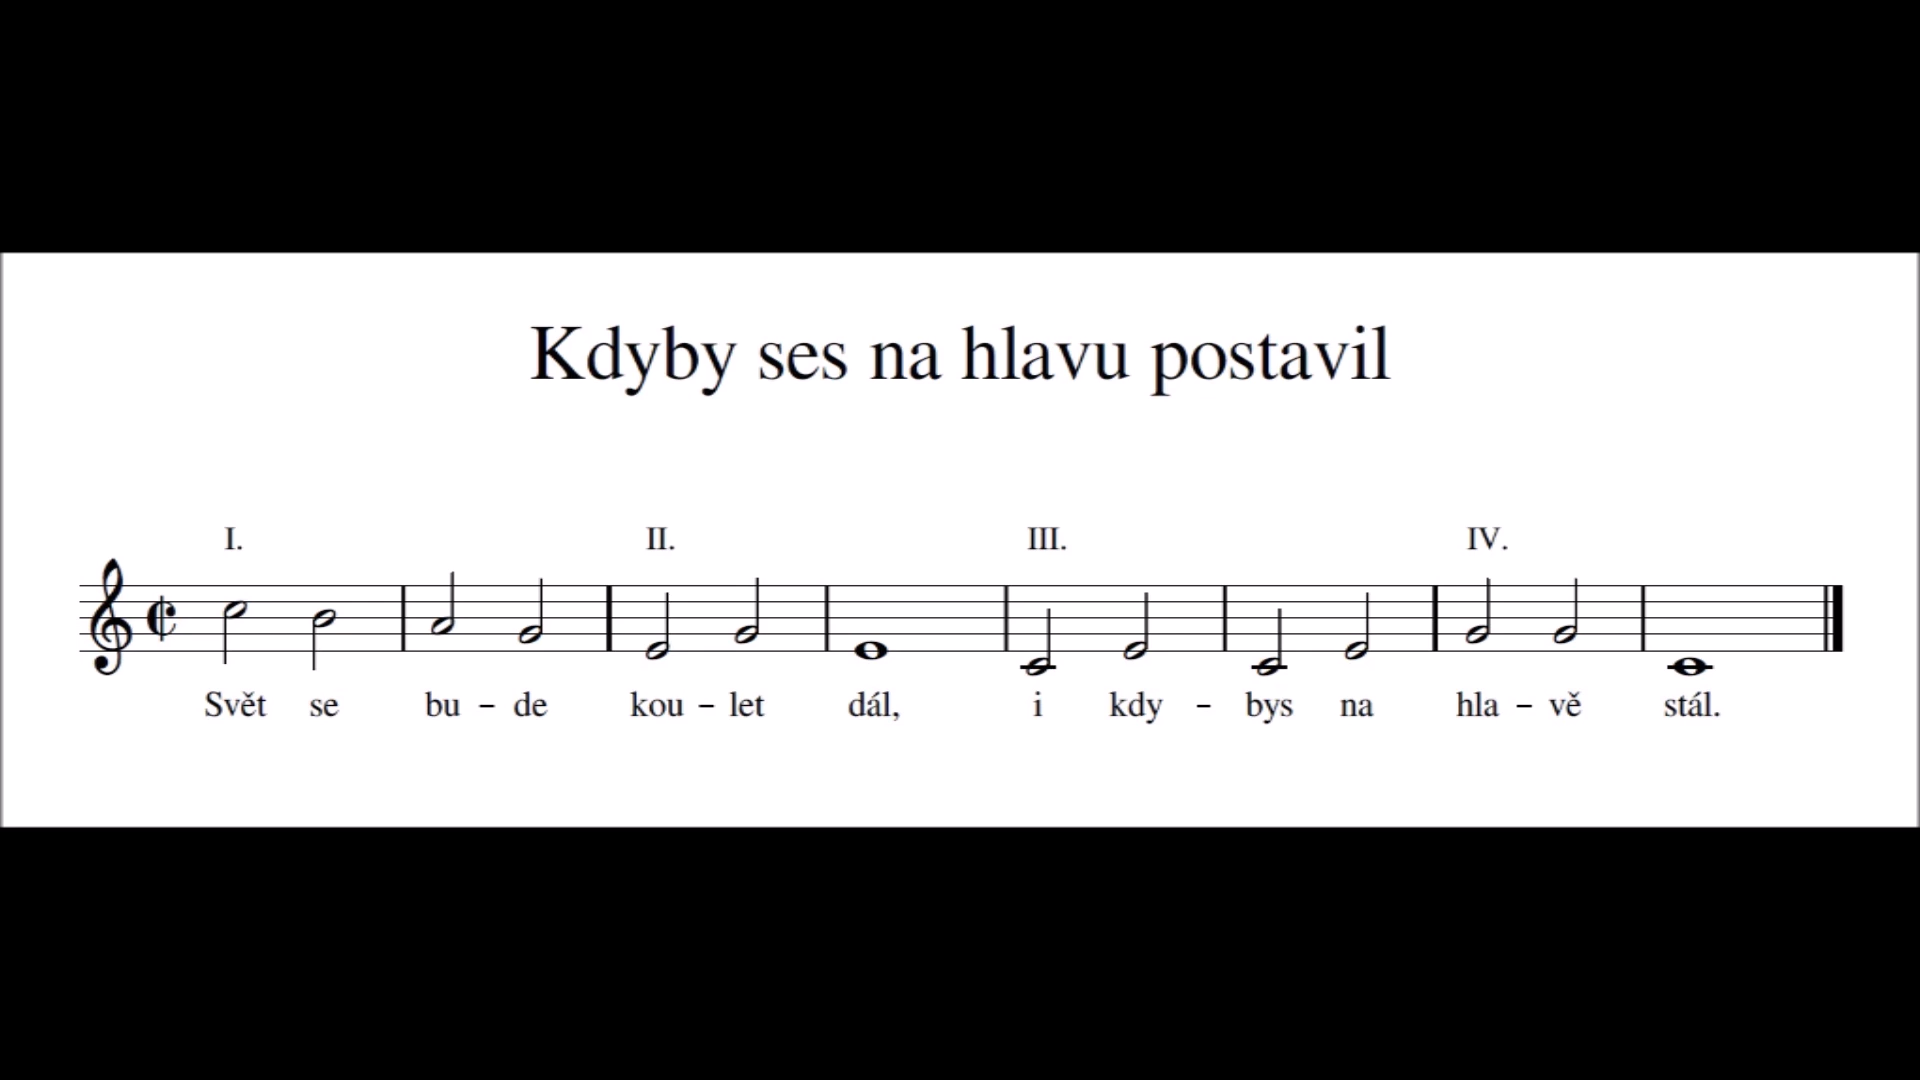 Kdyby ses na hlavu postavil
I. II. III. IV.
Svět se bu - de kou - let dál, i kdy - bys na hla - vě stál.